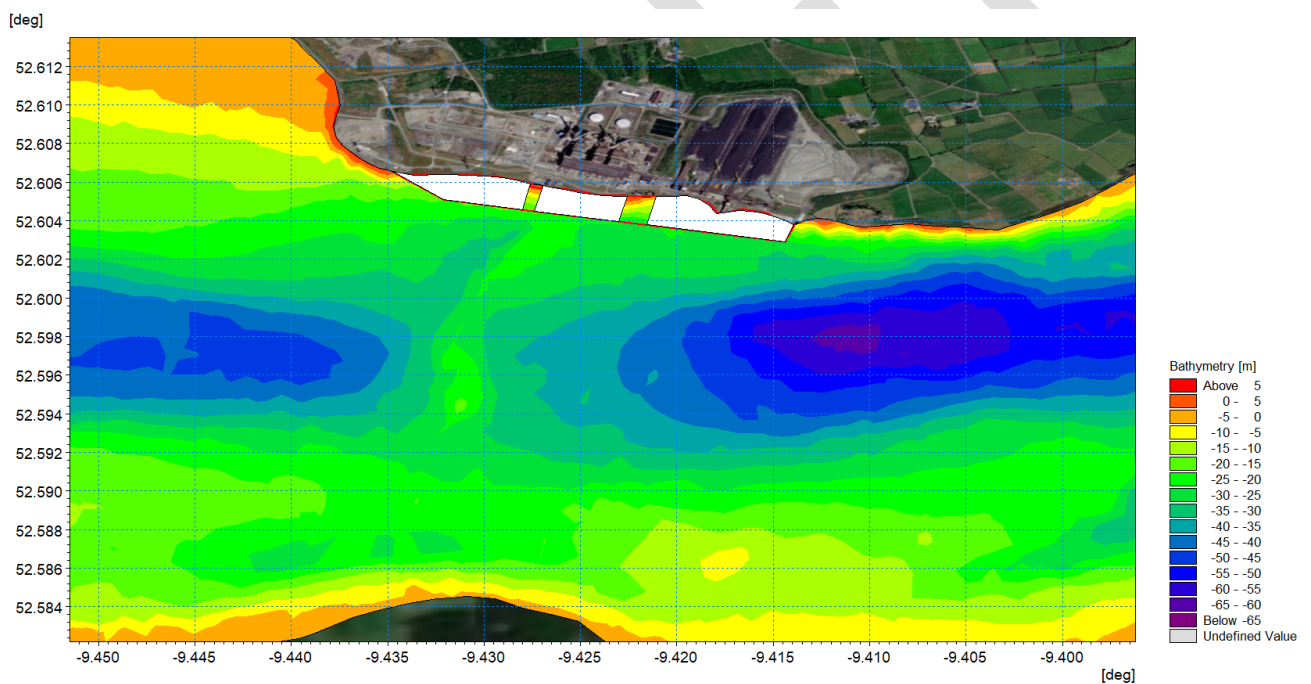 [deg]
52.612
52.610
52.608
52.606
52.604
52.602
52.600
52.598
52.596
52.594
52.592
52.590
52.588
52.586
52.584
-9.450 -9.445 -9.440 -9.435 -9.430 -9.425 -9.420 -9.415 -9.410 -9.405 -9.400
[deg]
Bathymetry [m]
Above 5
0 - 5
-5 - 0
-10 - -5
-15 - -10
-20 - -15
-25 - -20
-30 - -25
-35 - -30
-40 - -35
-45 - -40
-50 - -45
-55 - -50
-60 - -55
-65 - -60
Below -65
Undefined Value